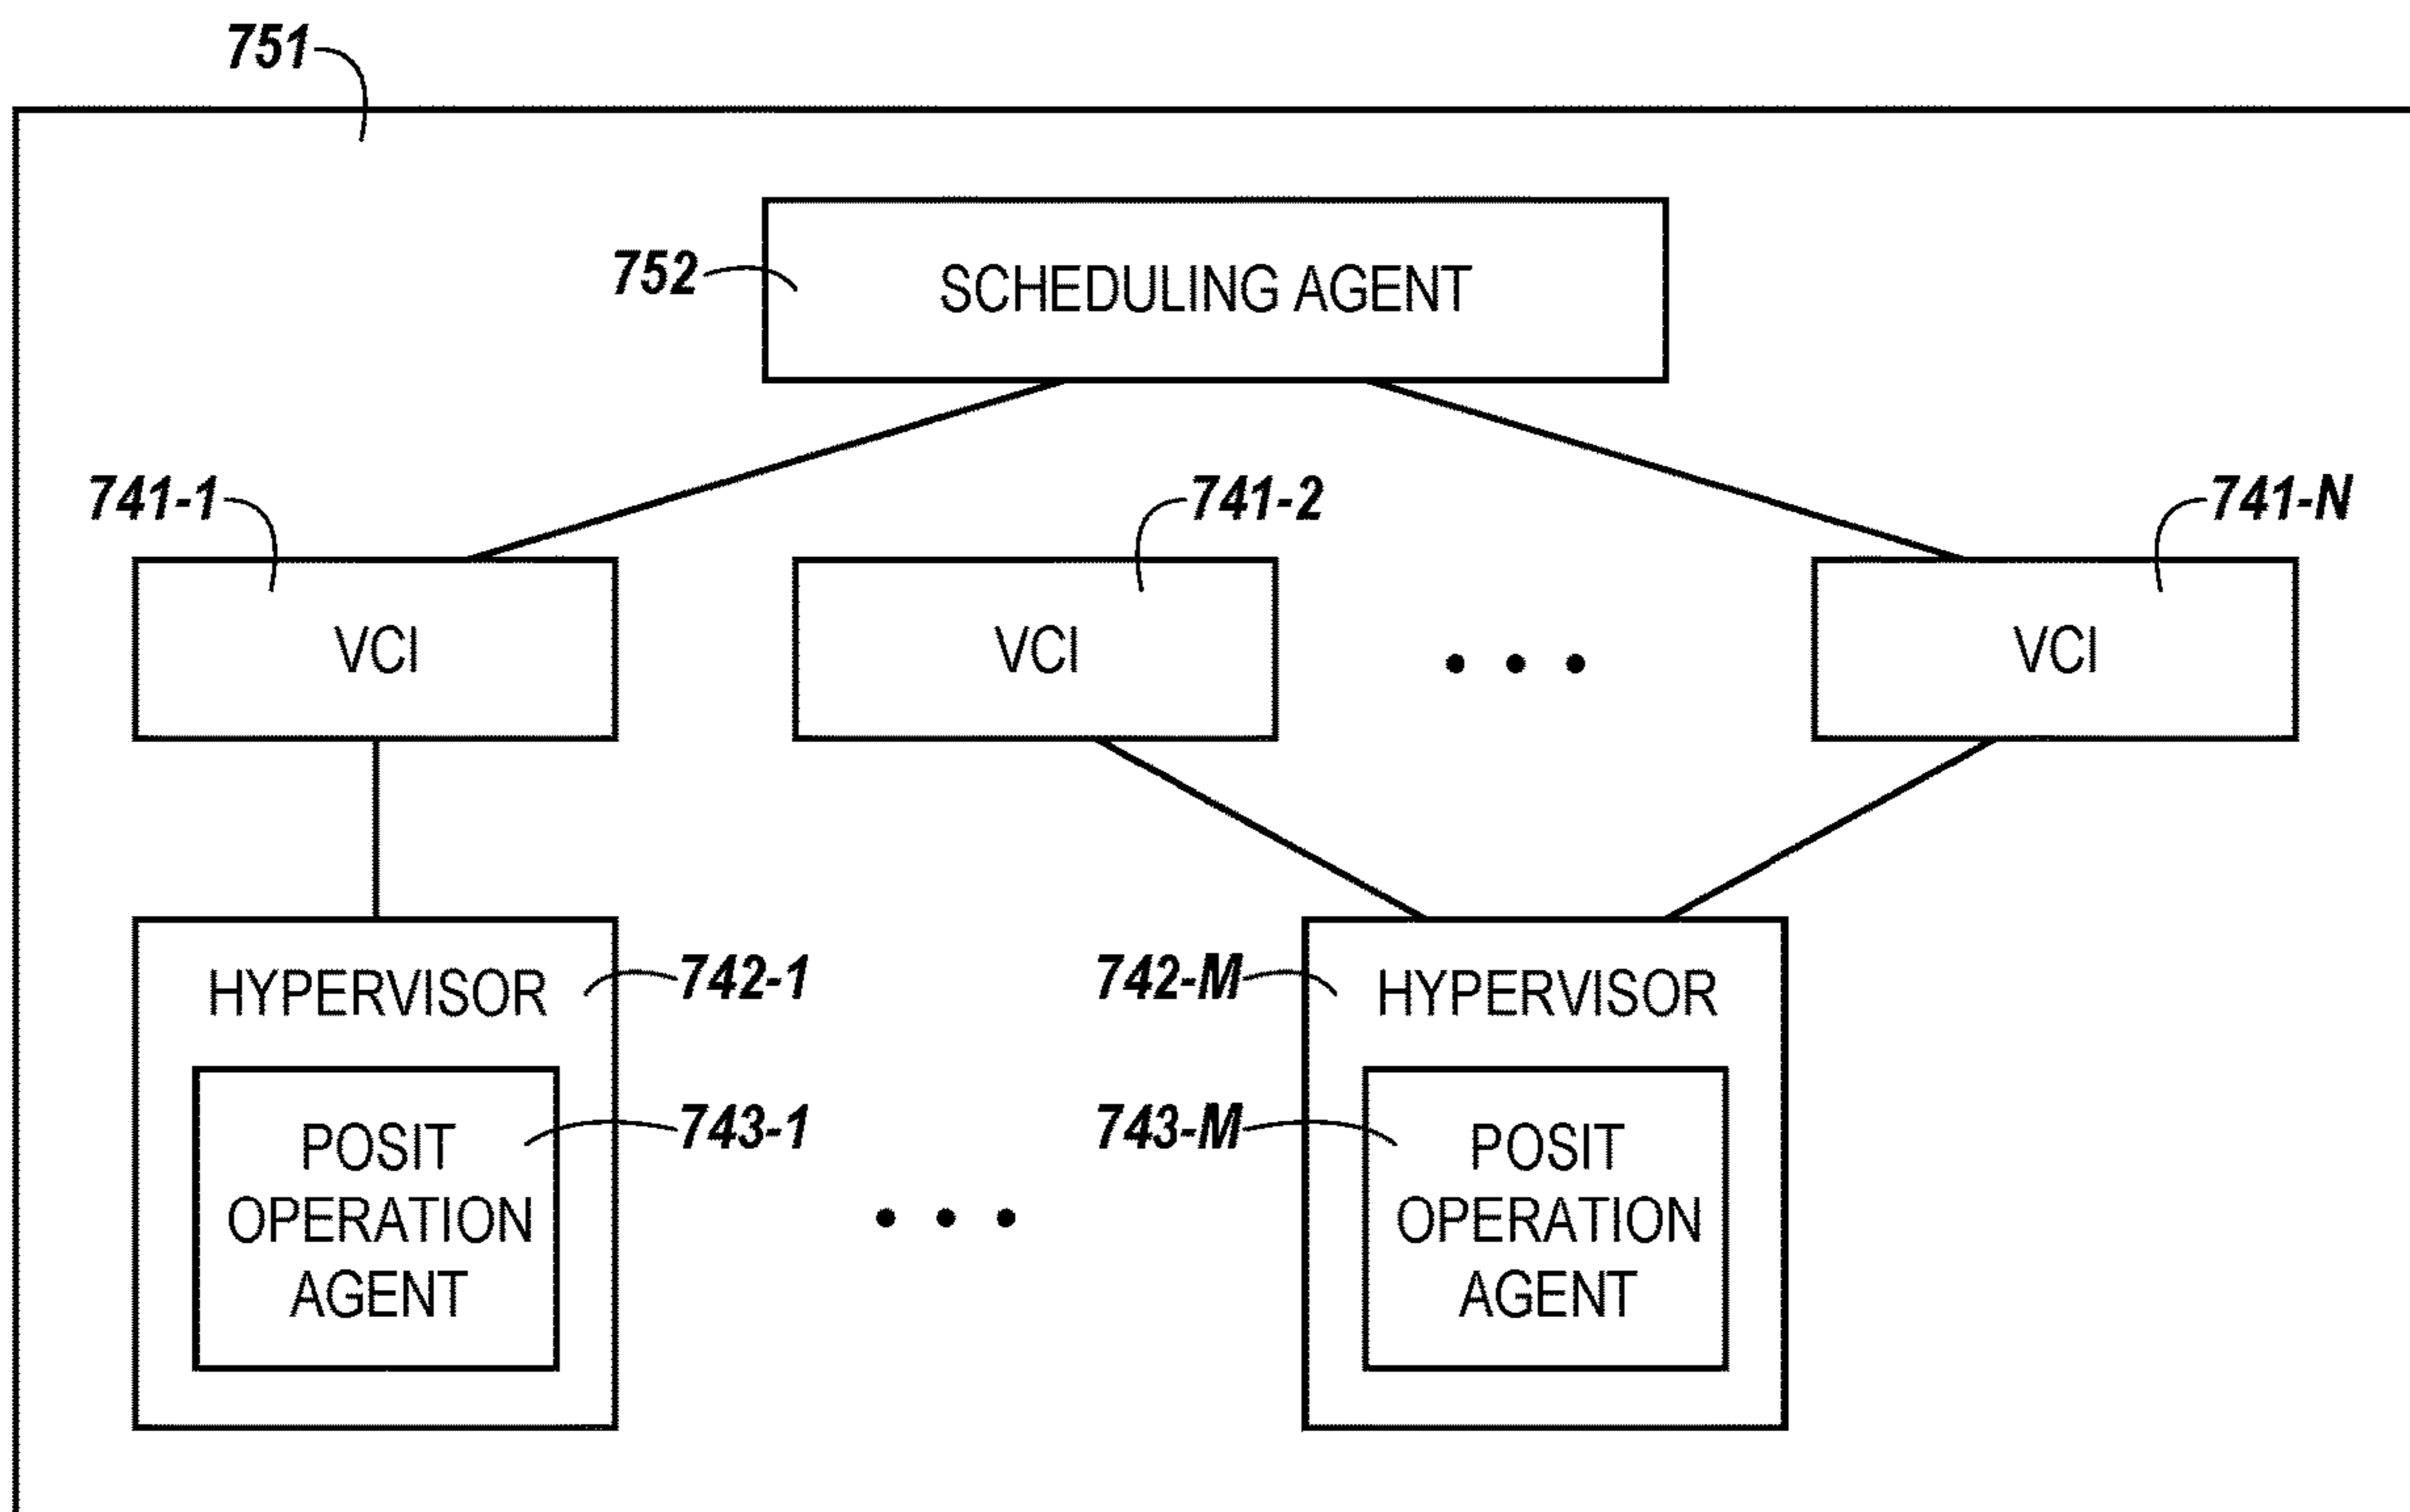 751
752
SCHEDULING AGENT
741-1
741-2
741-N
VCI
VCI
VCI
HYPERVISOR
742-1
742-M
HYPERVISOR
POSIT
OPERATION
AGENT
743-1
743-M
POSIT
OPERATION
AGENT